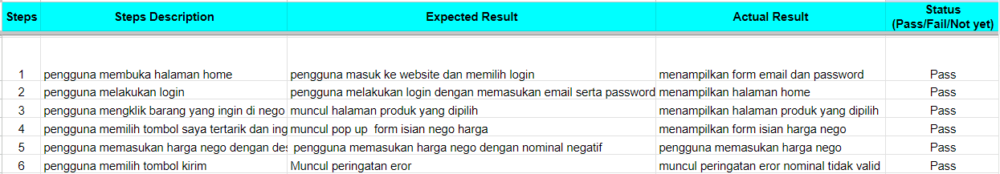 Steps Steps Description Expected Result Actual Result Status
(Pass/Fail/Not yet)
1 pengguna membuka halaman home pengguna masuk ke website dan memilih login menampilkan form email dan password Pass
2 pengguna melakukan login pengguna melakukan login dengan memasukan email serta password menampilkan halaman home Pass
3 pengguna mengklik barang yang ingin di nego muncul halaman produk yang dipilih menampilkan halaman produk yang dipilih Pass
4 pengguna memilih tombol saya tertarik dan ing muncul pop up form isian nego harga menampilkan form isian harga nego Pass
5 pengguna memasukan harga nego dengan des pengguna memasukan harga nego dengan nominal negatif pengguna memasukan harga nego Pass
6 pengguna memilih tombol kirim Muncul peringatan eror muncul peringatan eror nominal tidak valid Pass